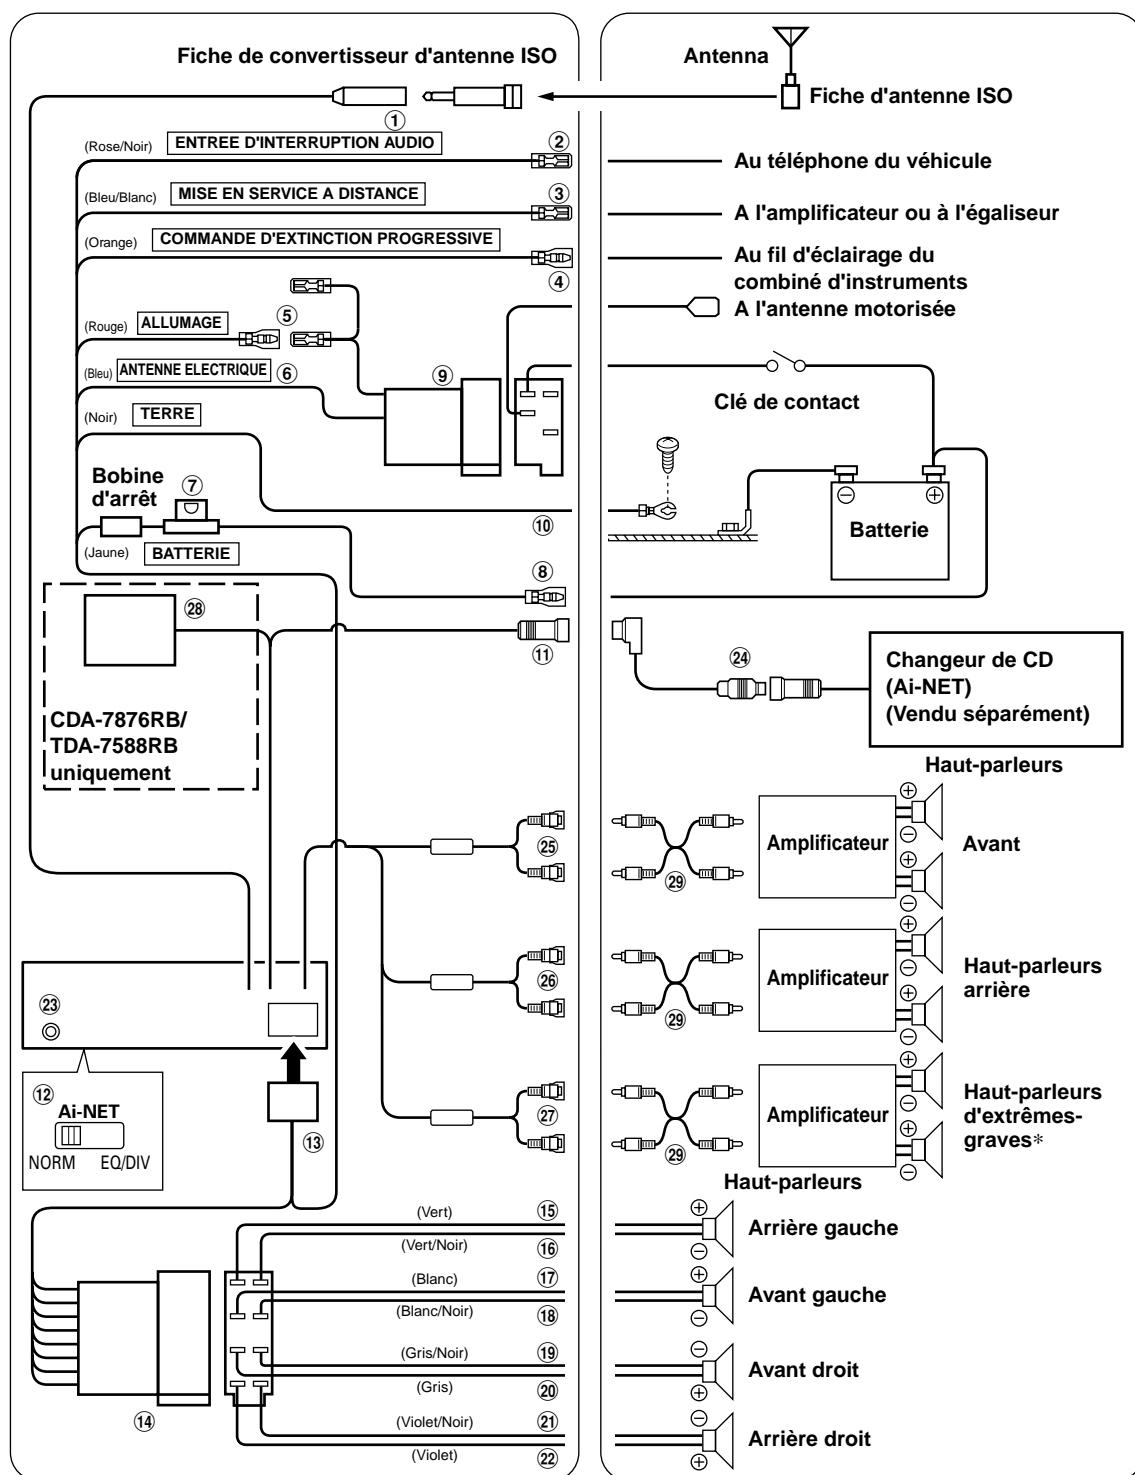 Fiche de convertisseur d'antenne ISO
Antenna
Fiche d'antenne ISO
①
(Rose/Noir) ENTREE D'INTERRUPTION AUDIO ②
Au téléphone du véhicule
(Bleu/Blanc) MISE EN SERVICE A DISTANCE ③
A l'amplificateur ou à l'égaliseur
(Orange) COMMANDE D'EXTINCTION PROGRESSIVE
④
Au fil d'éclairage du
combiné d'instruments
A l'antenne motorisée
(Rouge) ALLUMAGE ⑤
(Bleu) ANTENNE ELECTRIQUE ⑥
⑨
Clé de contact
(Noir) TERRE
Bobine
d'arrêt
⑦
⑩
⊖ ⊕
Batterie
(Jaune) BATTERIE
⑧
㉘
CDA-7876RB/
TDA-7588RB
uniquement
⑪
㉔
Changeur de CD
(Ai-NET)
(Vendu séparément)
Haut-parleurs
㉕
㉙
Amplificateur
⊕
⊖
⊕
⊖
Avant
㉖
㉙
Amplificateur
⊕
⊖
⊕
⊖
Haut-parleurs
arrière
㉓
⑫
Ai-NET
NORM EQ/DIV
⑬
㉗
㉙
Amplificateur
⊕
⊖
⊕
⊖
Haut-parleurs
d'extrêmes-
graves*
Haut-parleurs
(Vert) ⑮
(Vert/Noir) ⑯
⊕
⊖
Arrière gauche
(Blanc) ⑰
(Blanc/Noir) ⑱
⊕
⊖
Avant gauche
(Gris/Noir) ⑲
(Gris) ⑳
⊖
⊕
Avant droit
⑭
(Violet/Noir) ㉑
(Violet) ㉒
⊖
⊕
Arrière droit